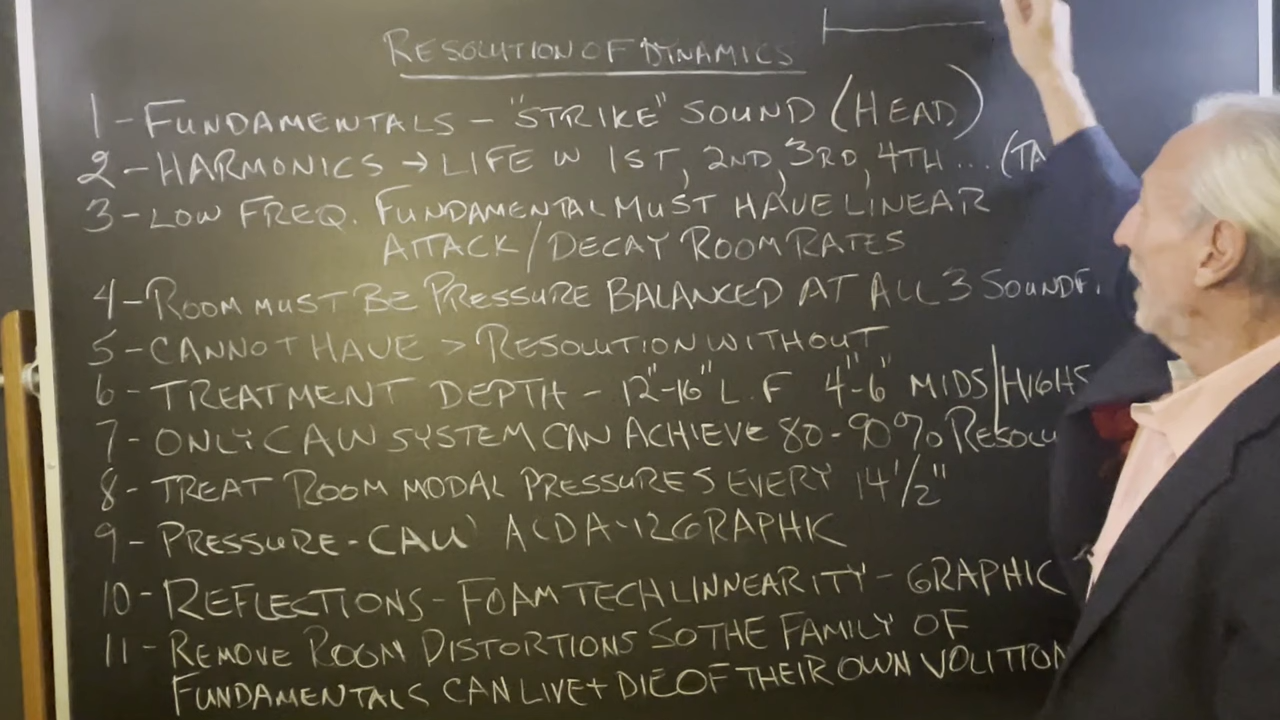 RESOLUTION OF DYNAMICS
1 - FUNDAMENTALS - "STRIKE" SOUND (HEAD)
2 - HARMONICS → LIFE IN 1ST, 2ND, 3RD, 4TH ... (TA
3 - LOW FREQ. FUNDAMENTAL MUST HAVE LINEAR
ATTACK/DECAY ROOM RATES
4 - ROOM MUST BE PRESSURE BALANCED AT ALL 3 SOUNDF.
5 - CANNOT HAVE > RESOLUTION WITHOUT
6 - TREATMENT DEPTH - 12"-16" L.F 4"-6" MIDS/HIGHS
7 - ONLY CAW SYSTEM CAN ACHIEVE 80-90% RESOLU
8 - TREAT ROOM MODAL PRESSURES EVERY 14 1/2"
9 - PRESSURE - CAW ACDA-12 GRAPHIC
10 - REFLECTIONS - FOAM TECH LINNEARITY - GRAPHIC
11 - REMOVE ROOM DISTORTIONS SO THE FAMILY OF
FUNDAMENTALS CAN LIVE + DIE OF THEIR OWN VOLITION